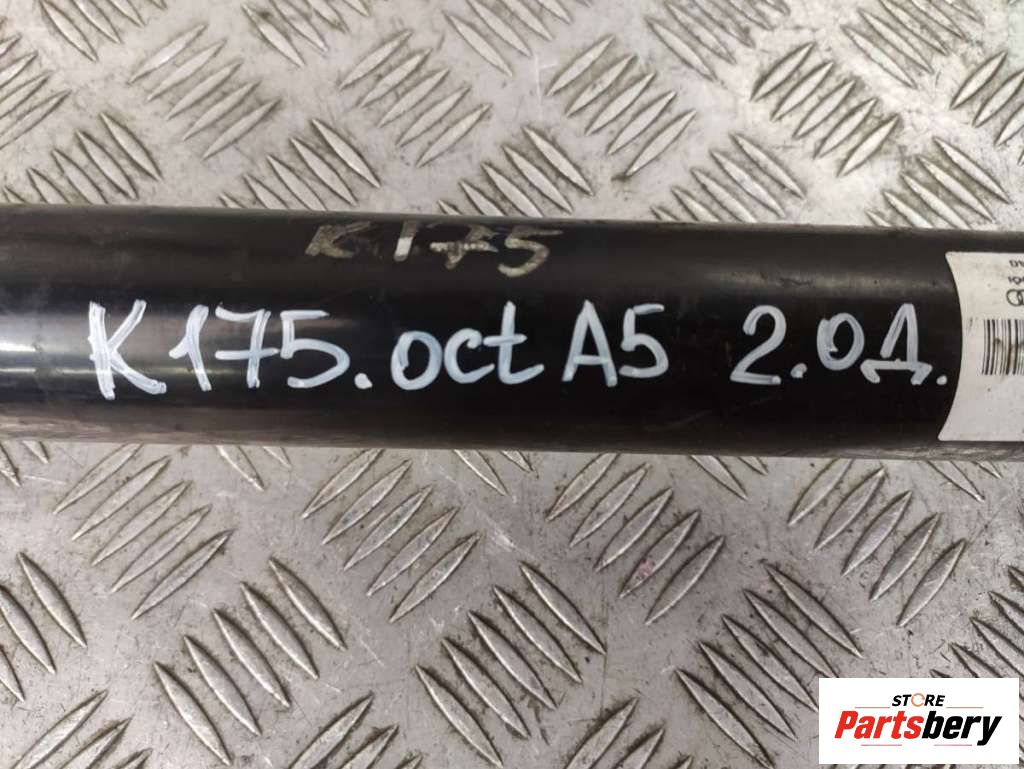 K175
K175. oct A5 2.0Д.
STORE
Partsbery